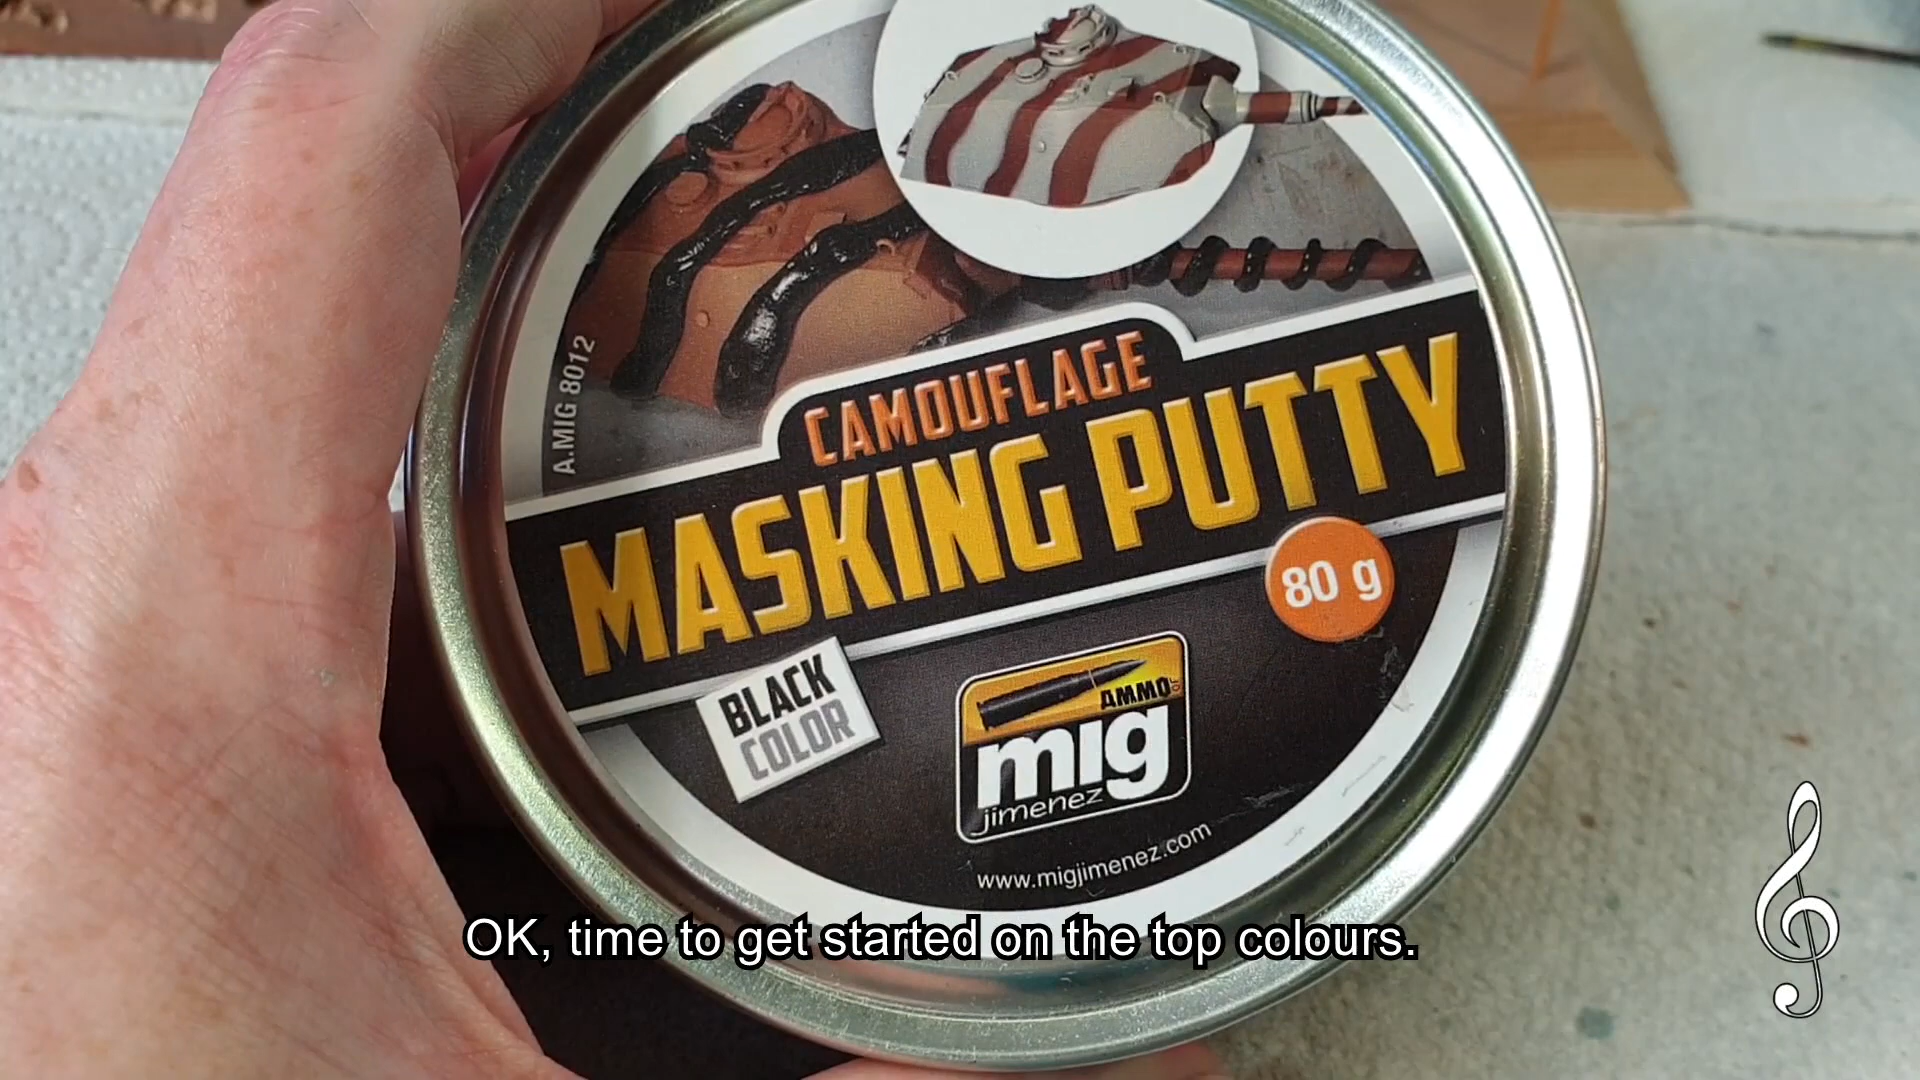 A.MIG 8012
CAMOUFLAGE
MASKING PUTTY
80 g
BLACK
COLOR
AMMO OF
mig
jimenez
www.migjimenez.com
OK, time to get started on the top colours.